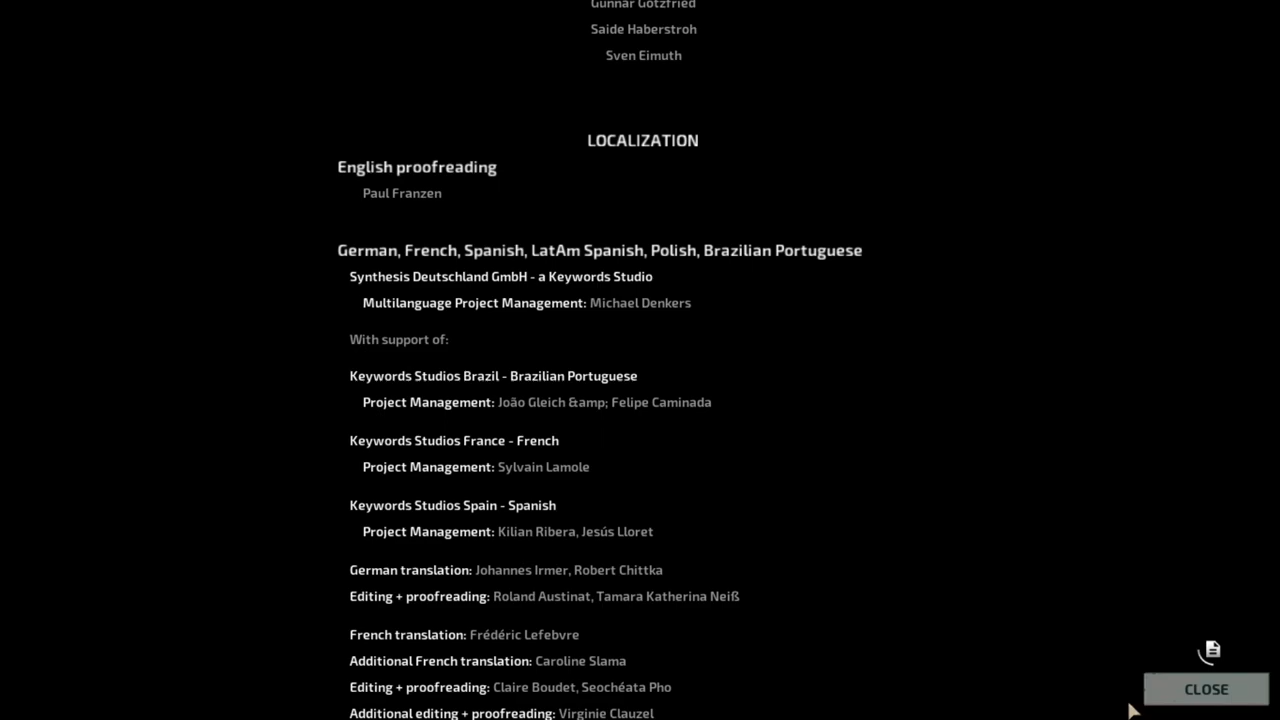 Gunnar Götzfried
Saide Haberstroh
Sven Eimuth
LOCALIZATION
English proofreading
Paul Franzen
German, French, Spanish, LatAm Spanish, Polish, Brazilian Portuguese
Synthesis Deutschland GmbH - a Keywords Studio
Multilanguage Project Management: Michael Denkers
With support of:
Keywords Studios Brazil - Brazilian Portuguese
Project Management: João Gleich &amp; Felipe Caminada
Keywords Studios France - French
Project Management: Sylvain Lamole
Keywords Studios Spain - Spanish
Project Management: Kilian Ribera, Jesús Lloret
German translation: Johannes Irmer, Robert Chittka
Editing + proofreading: Roland Austinat, Tamara Katherina Neiß
French translation: Frédéric Lefebvre
Additional French translation: Caroline Slama
Editing + proofreading: Claire Boudet, Seochéata Pho
Additional editing + proofreading: Virginie Clauzel
CLOSE